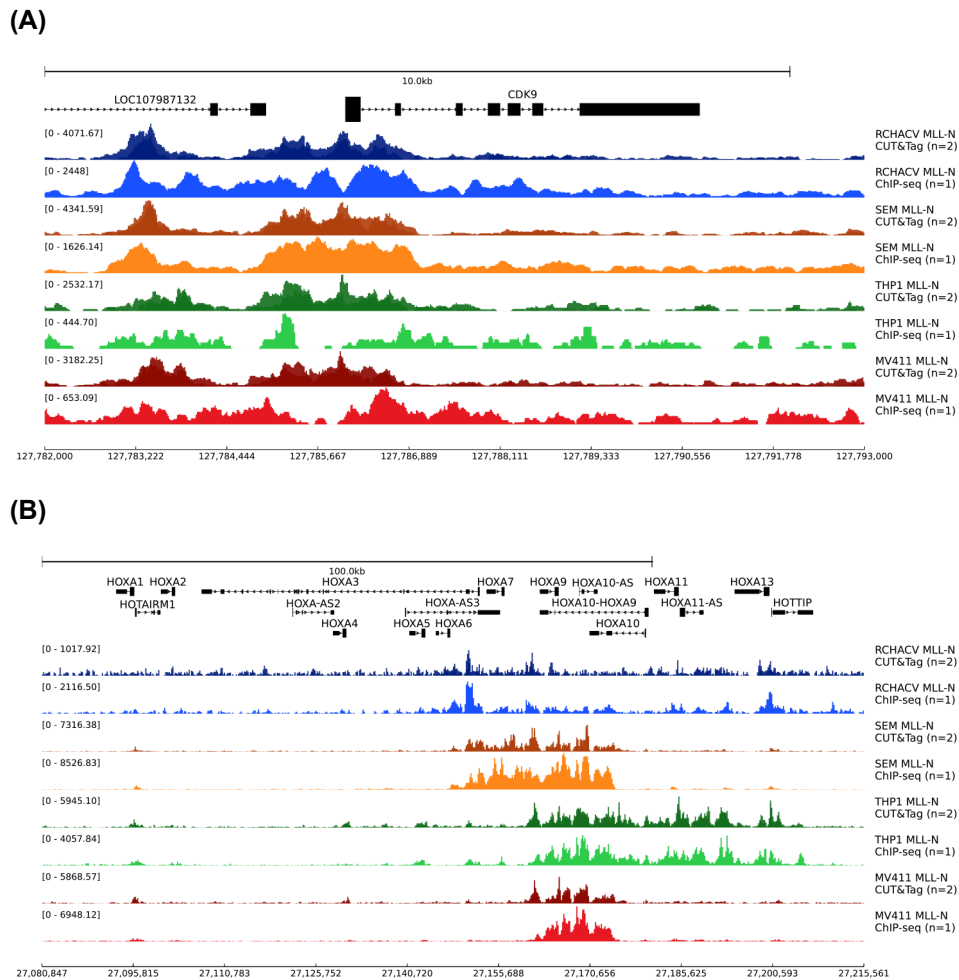 (A)
10.0kb
LOC107987132
CDK9
[0 - 4071.67]
RCHACV MLL-N
CUT&Tag (n=2)
[0 - 2448]
RCHACV MLL-N
ChIP-seq (n=1)
[0 - 4341.59]
SEM MLL-N
CUT&Tag (n=2)
[0 - 1626.14]
SEM MLL-N
ChIP-seq (n=1)
[0 - 2532.17]
THP1 MLL-N
CUT&Tag (n=2)
[0 - 444.70]
THP1 MLL-N
ChIP-seq (n=1)
[0 - 3182.25]
MV411 MLL-N
CUT&Tag (n=2)
[0 - 653.09]
MV411 MLL-N
ChIP-seq (n=1)
127,782,000 127,783,222 127,784,444 127,785,667 127,786,889 127,788,111 127,789,333 127,790,556 127,791,778 127,793,000
(B)
100.0kb
HOXA1 HOXA2 HOXA3 HOXA7 HOXA9 HOXA10-AS HOXA11 HOXA13
HOTAIRM1 HOXA-AS2 HOXA-AS3 HOXA10-HOXA9 HOXA11-AS HOTTIP
HOXA4 HOXA5 HOXA6 HOXA10
[0 - 1017.92]
RCHACV MLL-N
CUT&Tag (n=2)
[0 - 2116.50]
RCHACV MLL-N
ChIP-seq (n=1)
[0 - 7316.38]
SEM MLL-N
CUT&Tag (n=2)
[0 - 8526.83]
SEM MLL-N
ChIP-seq (n=1)
[0 - 5945.10]
THP1 MLL-N
CUT&Tag (n=2)
[0 - 4057.84]
THP1 MLL-N
ChIP-seq (n=1)
[0 - 5868.57]
MV411 MLL-N
CUT&Tag (n=2)
[0 - 6948.12]
MV411 MLL-N
ChIP-seq (n=1)
27,080,847 27,095,815 27,110,783 27,125,752 27,140,720 27,155,688 27,170,656 27,185,625 27,200,593 27,215,561